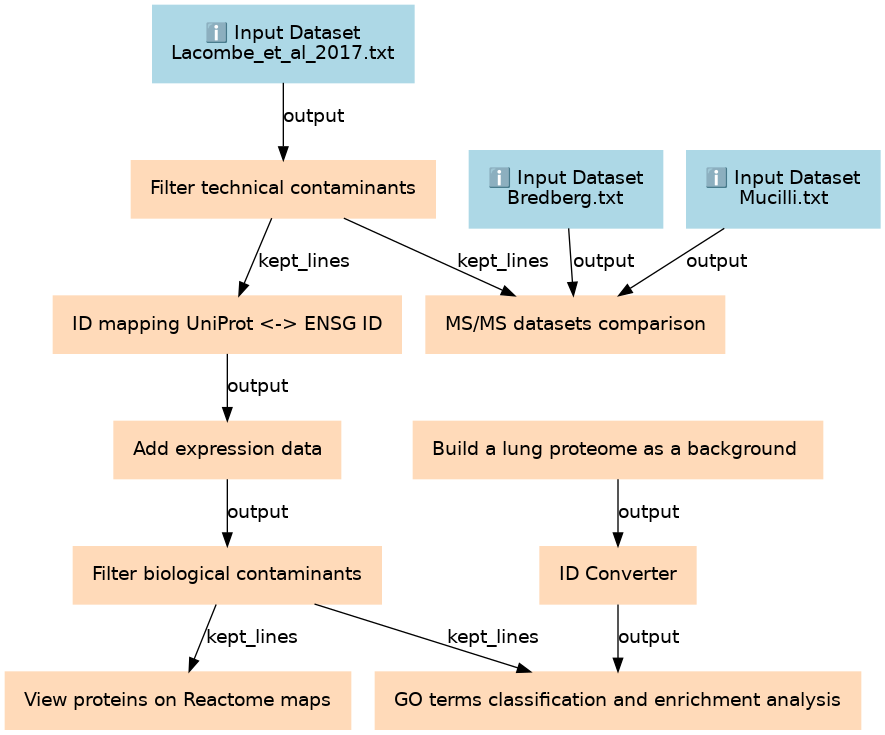 ℹ️ Input Dataset
Lacombe_et_al_2017.txt
output
Filter technical contaminants
ℹ️ Input Dataset
Bredberg.txt
ℹ️ Input Dataset
Mucilli.txt
kept_lines
kept_lines
output
output
ID mapping UniProt <-> ENSG ID
MS/MS datasets comparison
output
Add expression data
Build a lung proteome as a background
output
output
Filter biological contaminants
ID Converter
kept_lines
kept_lines
output
View proteins on Reactome maps
GO terms classification and enrichment analysis